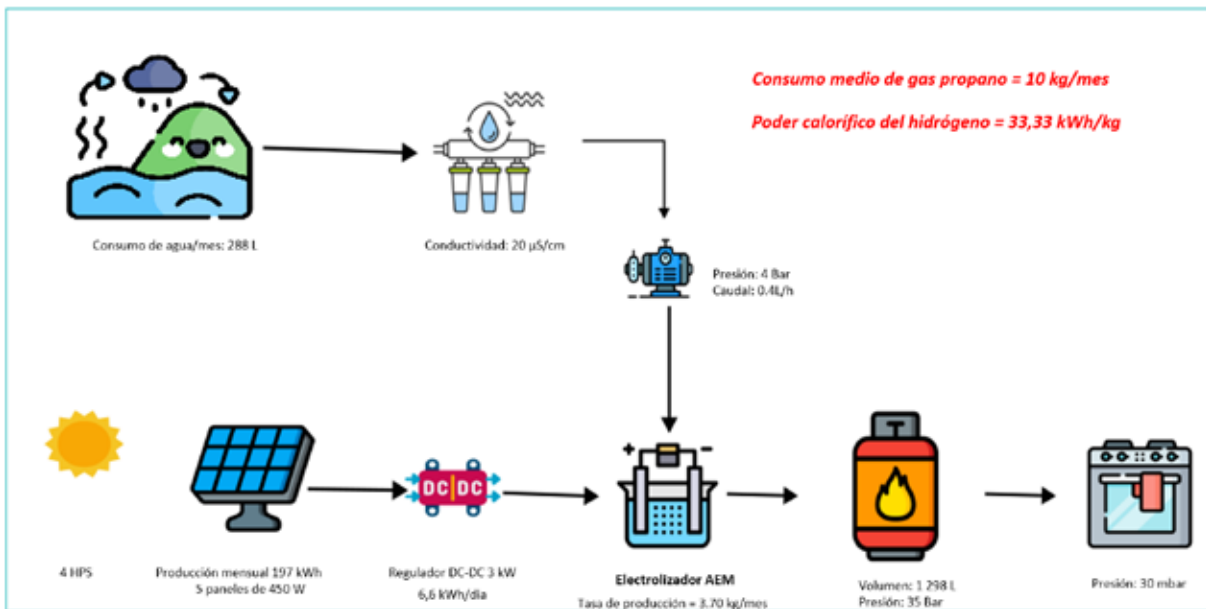 Consumo medio de gas propano = 10 kg/mes
Poder calorífico del hidrógeno = 33,33 kWh/kg
Consumo de agua/mes: 288 L
Conductividad: 20 µS/cm
Presión: 4 Bar
Caudal: 0.4L/h
+ −
DC DC
4 HPS
Producción mensual 197 kWh
5 paneles de 450 W
Regulador DC-DC 3 kW
6,6 kWh/dia
Electrolizador AEM
Tasa de producción = 3.70 kg/mes
Volumen: 1 298 L
Presión: 35 Bar
Presión: 30 mbar